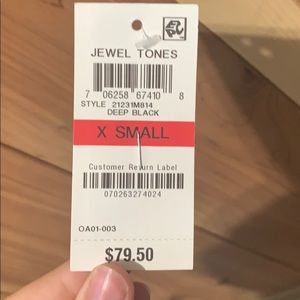 JEWEL TONES
7 06258 67410 8
STYLE 21231M814
DEEP BLACK
X SMALL
Customer Return Label
070263274024
OA01-003
$79.50